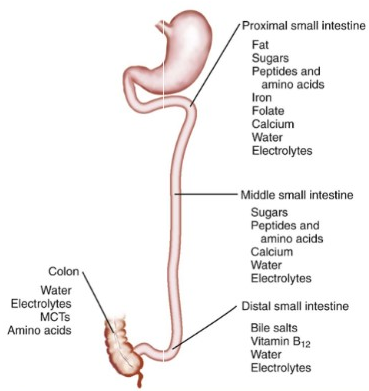 Proximal small intestine
Fat
Sugars
Peptides and
amino acids
Iron
Folate
Calcium
Water
Electrolytes
Middle small intestine
Sugars
Peptides and
amino acids
Calcium
Water
Electrolytes
Distal small intestine
Bile salts
Vitamin B12
Water
Electrolytes
Colon
Water
Electrolytes
MCTs
Amino acids